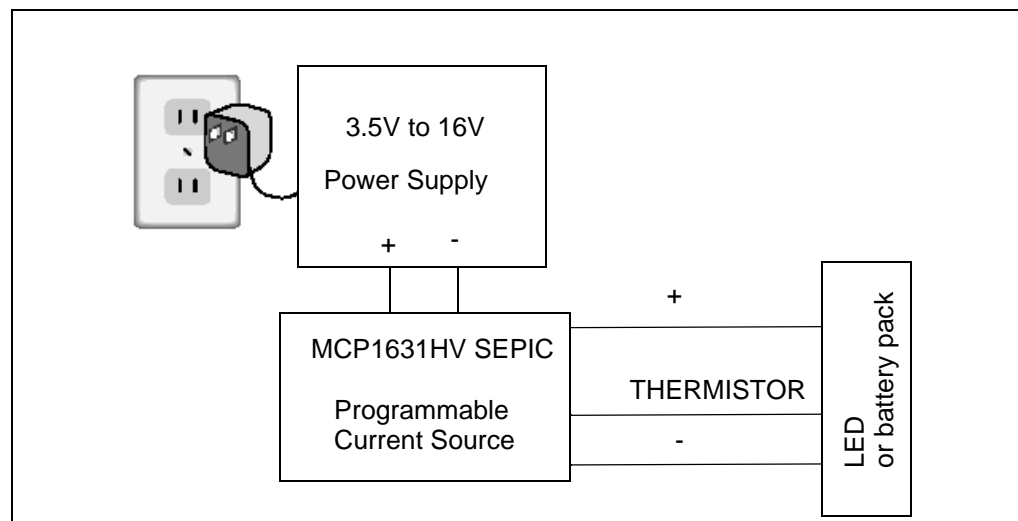 3.5V to 16V
Power Supply
+ -
MCP1631HV SEPIC
Programmable
Current Source
+
THERMISTOR
-
LED
or battery pack